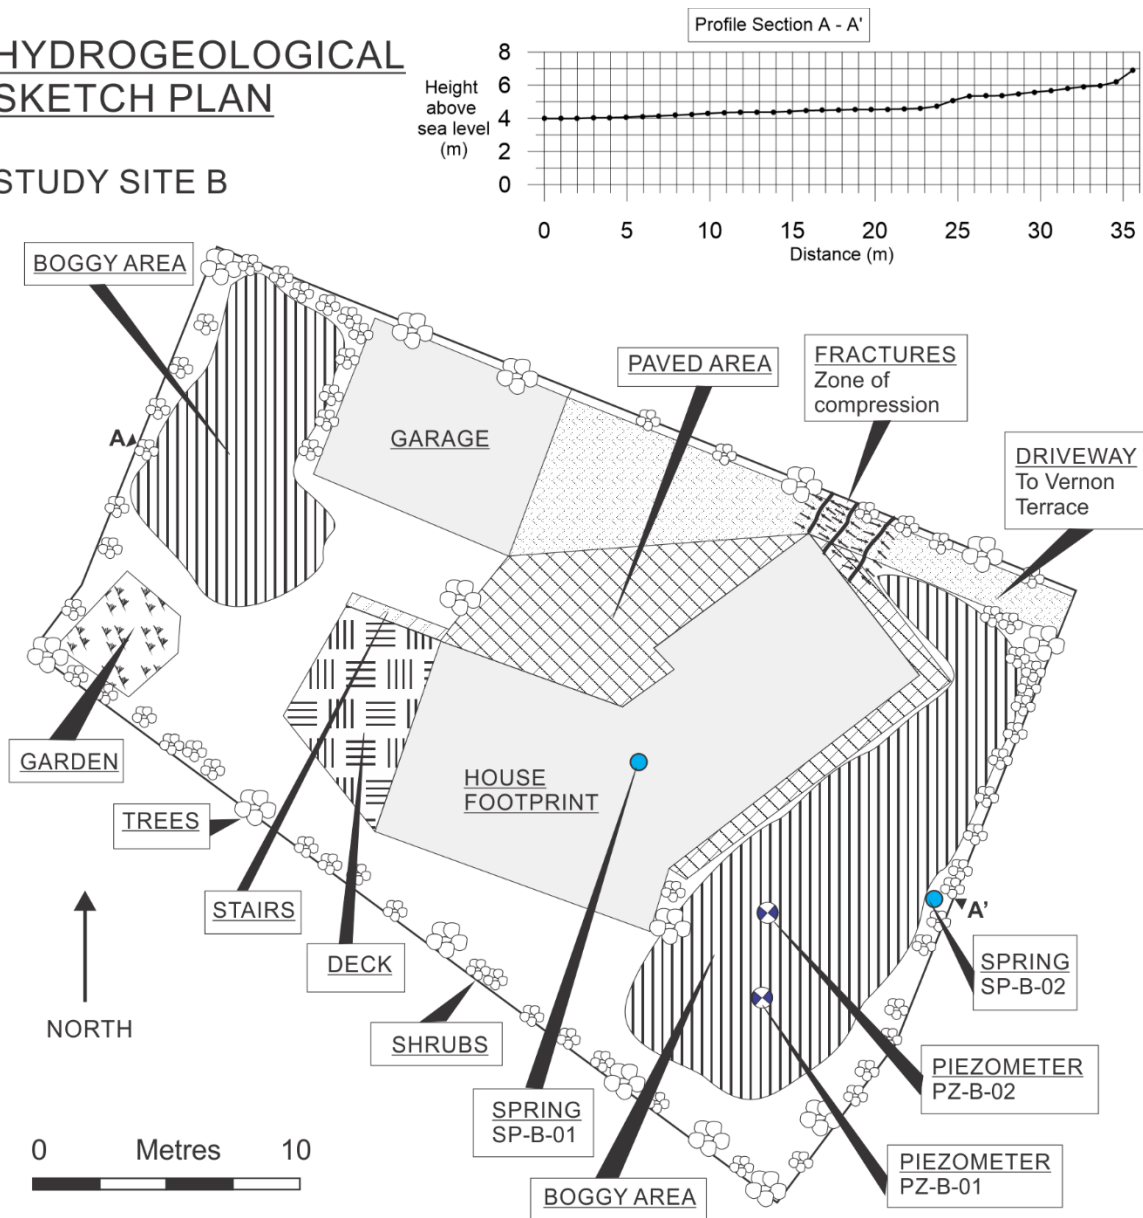 HYDROGEOLOGICAL
SKETCH PLAN
STUDY SITE B
Profile Section A - A'
Height
above
sea level
(m)
8
6
4
2
0
0 5 10 15 20 25 30 35
Distance (m)
BOGGY AREA
PAVED AREA
FRACTURES
Zone of
compression
DRIVEWAY
To Vernon
Terrace
GARAGE
A
GARDEN
TREES
STAIRS
DECK
HOUSE
FOOTPRINT
SHRUBS
NORTH
A'
SPRING
SP-B-02
SPRING
SP-B-01
PIEZOMETER
PZ-B-02
PIEZOMETER
PZ-B-01
BOGGY AREA
0 Metres 10